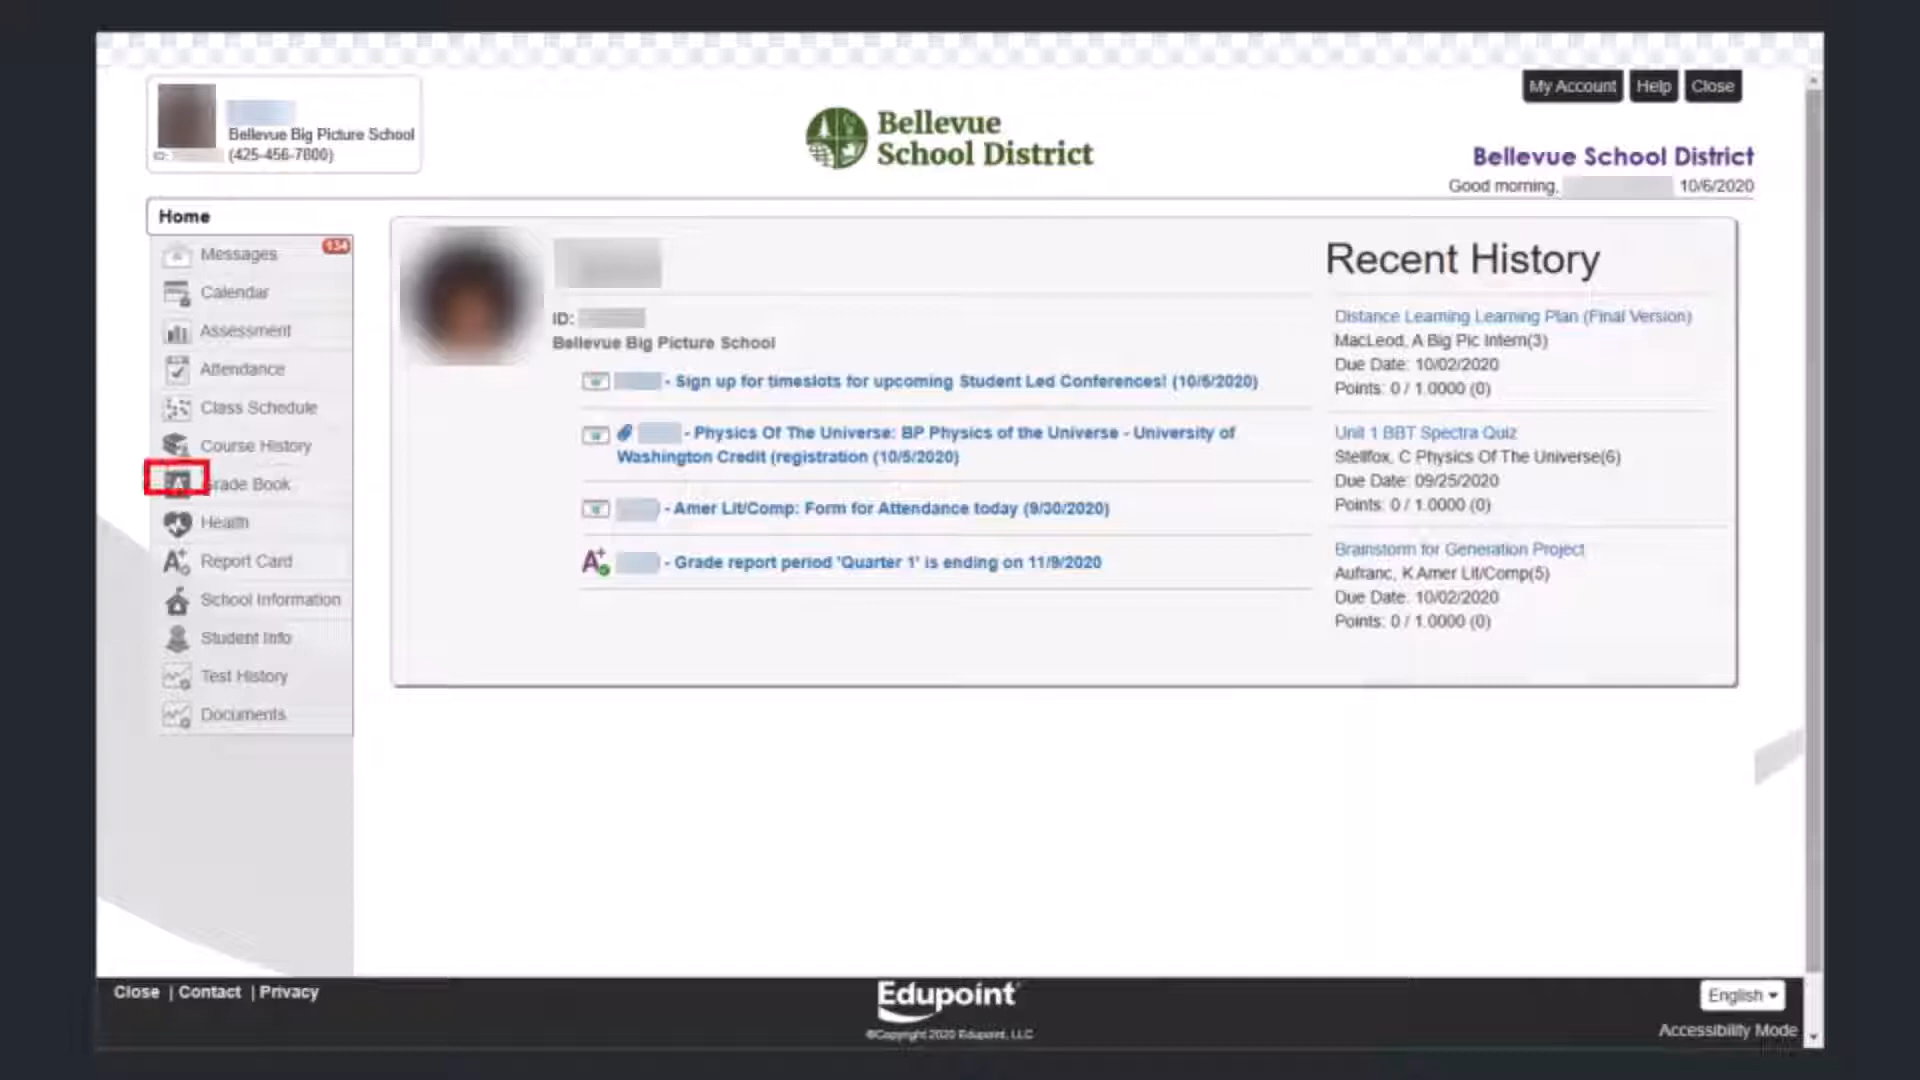 My Account Help Close
Bellevue Big Picture School
ID:
(425-456-7800)
Bellevue
School District
Bellevue School District
Good morning, 10/6/2020
Home
Messages 134
Calendar
Assessment
Attendance
Class Schedule
Course History
rade Book
Health
Report Card
School Information
Student Info
Test History
Documents
ID:
Bellevue Big Picture School
- Sign up for timeslots for upcoming Student Led Conferences! (10/5/2020)
- Physics Of The Universe: BP Physics of the Universe - University of
Washington Credit (registration (10/5/2020)
- Amer Lit/Comp: Form for Attendance today (9/30/2020)
A+ - Grade report period 'Quarter 1' is ending on 11/9/2020
Recent History
Distance Learning Learning Plan (Final Version)
MacLeod, A Big Pic Intern(3)
Due Date: 10/02/2020
Points: 0 / 1.0000 (0)
Unit 1 BBT Spectra Quiz
Stellfox, C Physics Of The Universe(6)
Due Date: 09/25/2020
Points: 0 / 1.0000 (0)
Brainstorm for Generation Project
Aufranc, K Amer Lit/Comp(5)
Due Date: 10/02/2020
Points: 0 / 1.0000 (0)
Close | Contact | Privacy
Edupoint
©Copyright 2020 Edupoint, LLC
English
Accessibility Mode